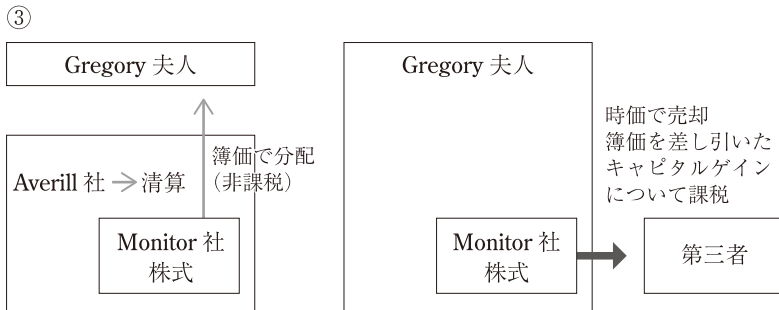 ③
Gregory 夫人
Averill 社 → 清算
簿価で分配
（非課税）
Monitor 社
株式
Gregory 夫人
Monitor 社
株式
時価で売却
簿価を差し引いた
キャピタルゲイン
について課税
第三者